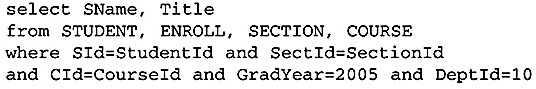 select SName, Title
from STUDENT, ENROLL, SECTION, COURSE
where SId=StudentId and SectId=SectionId
and CId=CourseId and GradYear=2005 and DeptId=10